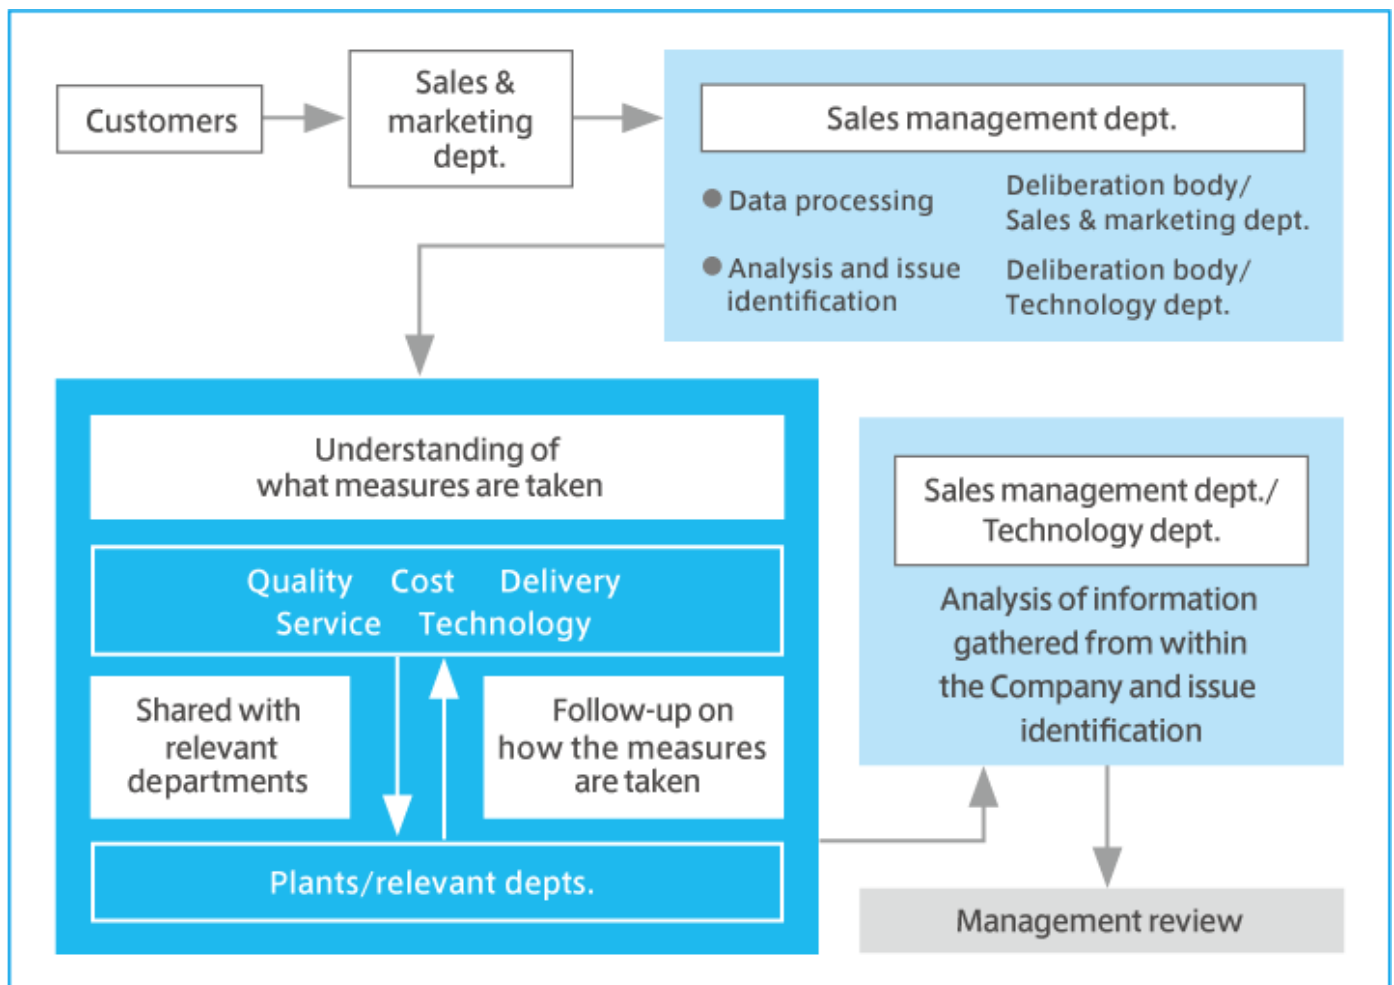 Customers
Sales &
marketing
dept.
Sales management dept.
Data processing
Deliberation body/
Sales & marketing dept.
Analysis and issue
identification
Deliberation body/
Technology dept.
Understanding of
what measures are taken
Quality Cost Delivery
Service Technology
Shared with
relevant
departments
Follow-up on
how the measures
are taken
Plants/relevant depts.
Sales management dept./
Technology dept.
Analysis of information
gathered from within
the Company and issue
identification
Management review